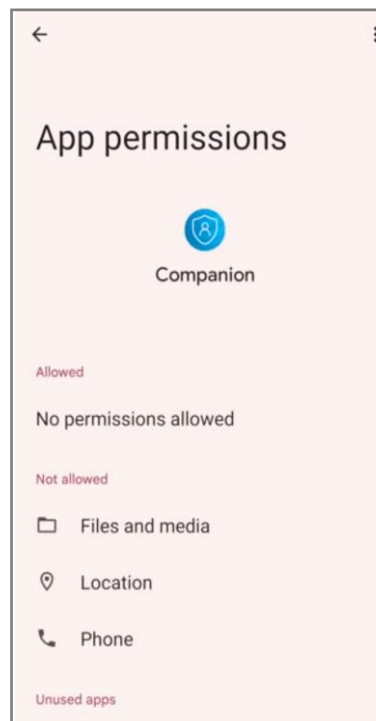 App permissions
Companion
Allowed
No permissions allowed
Not allowed
Files and media
Location
Phone
Unused apps